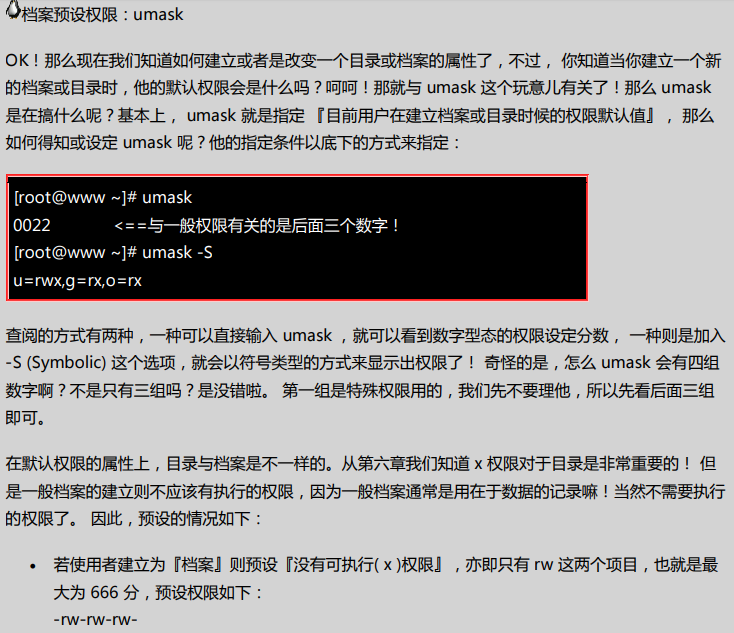 档案预设权限：umask
OK！那么现在我们知道如何建立或者是改变一个目录或档案的属性了，不过， 你知道当你建立一个新
的档案或目录时，他的默认权限会是什么吗？呵呵！那就与 umask 这个玩意儿有关了！那么 umask
是在搞什么呢？基本上， umask 就是指定 『目前用户在建立档案或目录时候的权限默认值』， 那么
如何得知或设定 umask 呢？他的指定条件以底下的方式来指定：
[root@www ~]# umask
0022 <==与一般权限有关的是后面三个数字！
[root@www ~]# umask -S
u=rwx,g=rx,o=rx
查阅的方式有两种，一种可以直接输入 umask ，就可以看到数字型态的权限设定分数， 一种则是加入
-S (Symbolic) 这个选项，就会以符号类型的方式来显示出权限了！ 奇怪的是，怎么 umask 会有四组
数字啊？不是只有三组吗？是没错啦。 第一组是特殊权限用的，我们先不要理他，所以先看后面三组
即可。
在默认权限的属性上，目录与档案是不一样的。从第六章我们知道 x 权限对于目录是非常重要的！ 但
是一般档案的建立则不应该有执行的权限，因为一般档案通常是用在于数据的记录嘛！当然不需要执行
的权限了。 因此，预设的情况如下：
• 若使用者建立为『档案』则预设『没有可执行( x )权限』，亦即只有 rw 这两个项目，也就是最
大为 666 分，预设权限如下：
-rw-rw-rw-